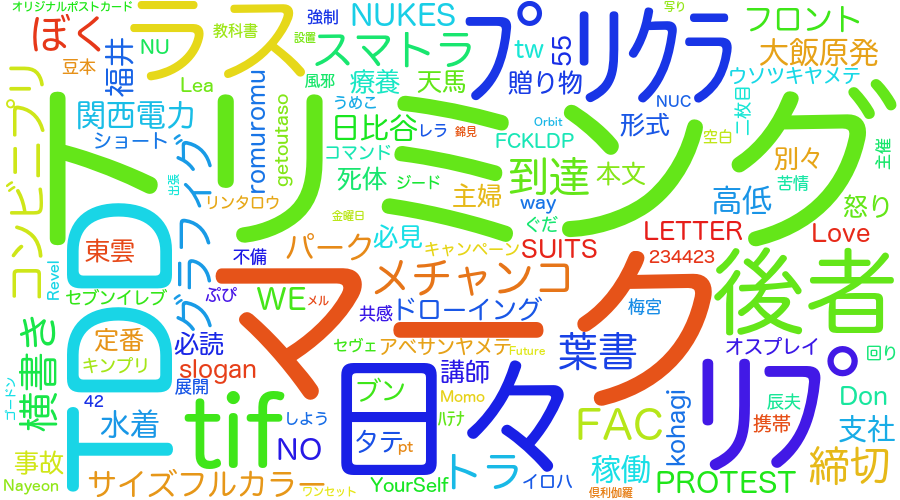 オリジナルポストカード
ラス
ぼく
教科書
強制
設置
NUKES
プリクラ
写り
フロント
NU
福井
スマトラ
tw
55
大飯原発
豆本
Lea
風邪
療養
天馬
贈り物
ウソツキヤメテ
コンビニプリ
関西電力
romuromu
getoutaso
うめこ
NUC
二枚目
ショート
トリミング
日比谷
レラ
錦見
Orbit
形式
空白
FCKLDP
主催
コマンド
グラフィグ
出張
死体
ジード
到達
本文
別々
苦情
リンタロウ
主婦
way
高低
怒り
金曜日
ぐだ
TDDD
東雲
不備
パーク
必見
キャンペーン
SUITS
LETTER
Love
後者
Revel
メチャンコ
234423
セブンイレブ
ぷぴ
WE
メル
共感
ドローイング
梅宮
マーク
横書き
定番
必読
セヴェ
アベサンヤメテ
Future
葉書
オスプレイ
回り
キンプリ
slogan
展開
講師
リプ
ゴードン
42
ブン
Momo
kohagi
辰夫
Don
水着
tif
しよう
日々
ハテナ
FAC
携帯
支社
NO
タテ
pt
事故
トラ
稼働
締切
Nayeon
サイズフルカラー
ワンセット
YourSelf
イロハ
倶利伽羅
PROTEST